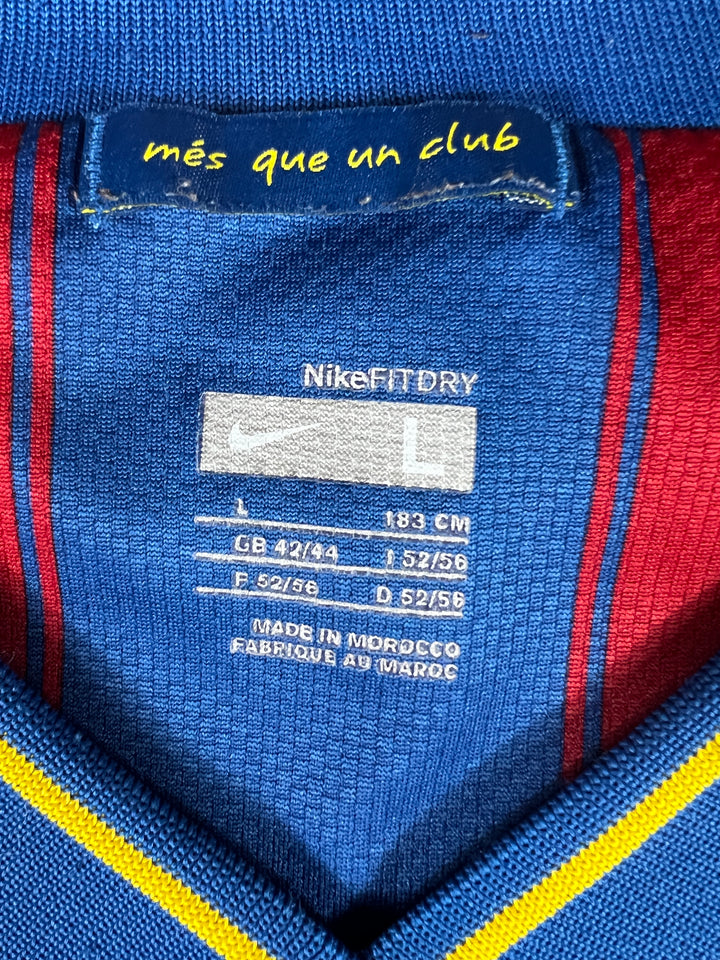 més que un club
NikeFITDRY
L
L 183 CM
GB 42/44 I 52/56
F 52/56 D 52/56
MADE IN MOROCCO
FABRIQUE AU MAROC